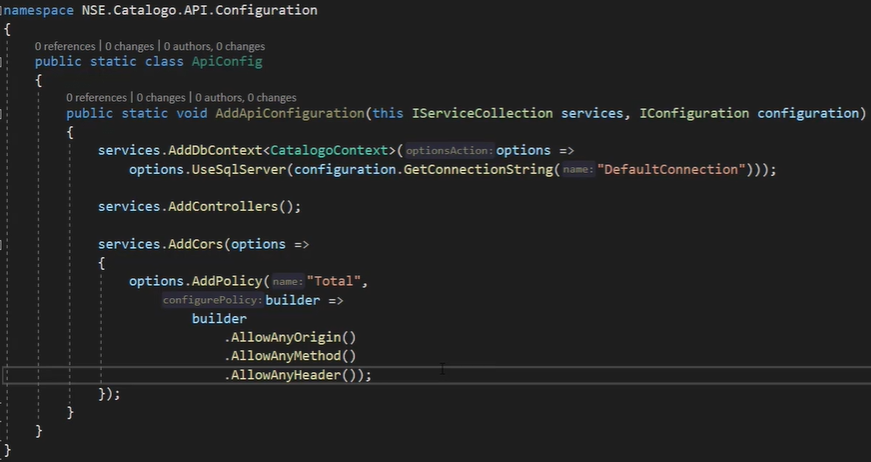 namespace NSE.Catalogo.API.Configuration
{
0 references | 0 changes | 0 authors, 0 changes
public static class ApiConfig
{
0 references | 0 changes | 0 authors, 0 changes
public static void AddApiConfiguration(this IServiceCollection services, IConfiguration configuration)
{
services.AddDbContext<CatalogoContext>(optionsAction: options =>
options.UseSqlServer(configuration.GetConnectionString(name: "DefaultConnection")));
services.AddControllers();
services.AddCors(options =>
{
options.AddPolicy(name: "Total",
configurePolicy: builder =>
builder
.AllowAnyOrigin()
.AllowAnyMethod()
.AllowAnyHeader());
});
}
}
}